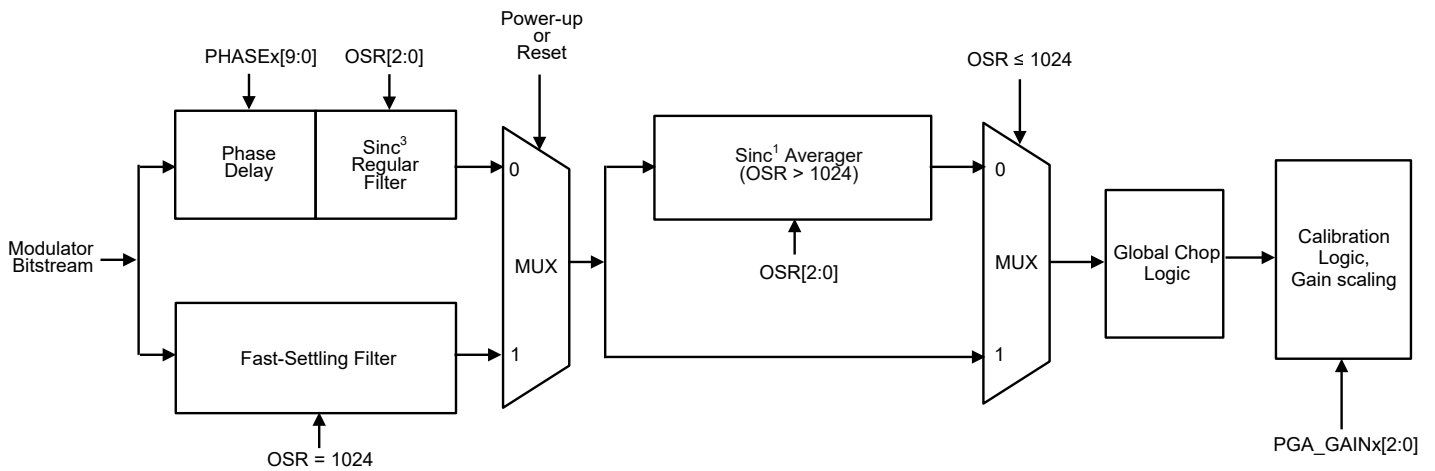 Power-up
or
Reset
PHASEx[9:0]
OSR[2:0]
OSR ≤ 1024
Phase
Delay
Sinc³
Regular
Filter
0
Sinc¹ Averager
(OSR > 1024)
0
Modulator
Bitstream
MUX
OSR[2:0]
MUX
Global Chop
Logic
Calibration
Logic,
Gain scaling
Fast-Settling Filter
1
1
OSR = 1024
PGA_GAINx[2:0]